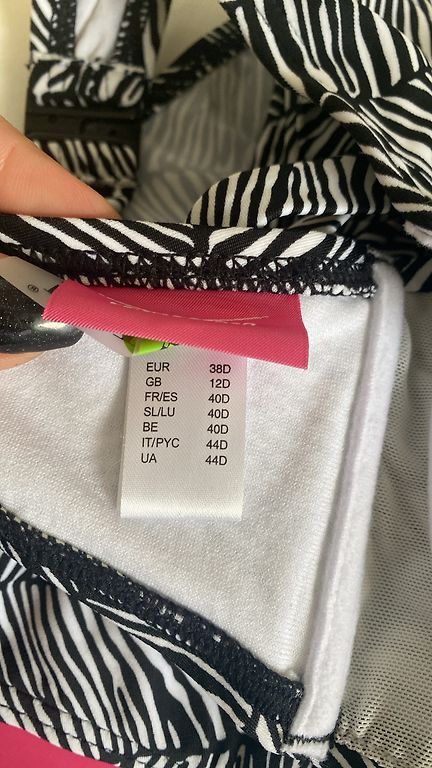 EUR 38D
GB 12D
FR/ES 40D
SL/LU 40D
BE 40D
IT/PYC 44D
UA 44D